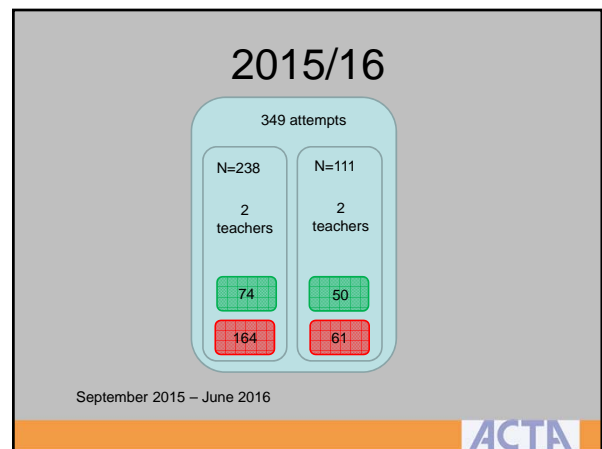 2015/16
349 attempts
N=238
2
teachers
74
164
N=111
2
teachers
50
61
September 2015 – June 2016
ACTA